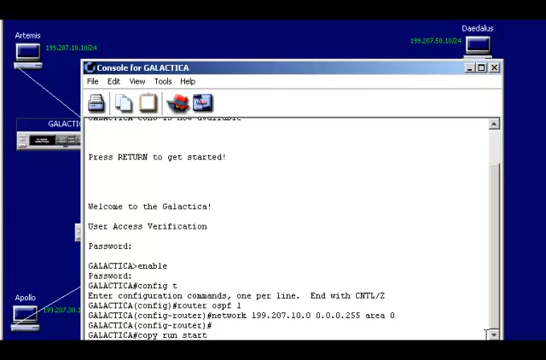 Artemis
199.207.10.10/24
Daedalus
199.207.50.10/24
Console for GALACTICA
File Edit View Tools Help
GALACTICA
Press RETURN to get started!
Welcome to the Galactica!
User Access Verification
Password:
GALACTICA>enable
Password:
GALACTICA#config t
Enter configuration commands, one per line. End with CNTL/Z
GALACTICA(config)#router ospf 1
GALACTICA(config-router)#network 199.207.10.0 0.0.0.255 area 0
GALACTICA(config-router)#
GALACTICA#copy run start
Apollo